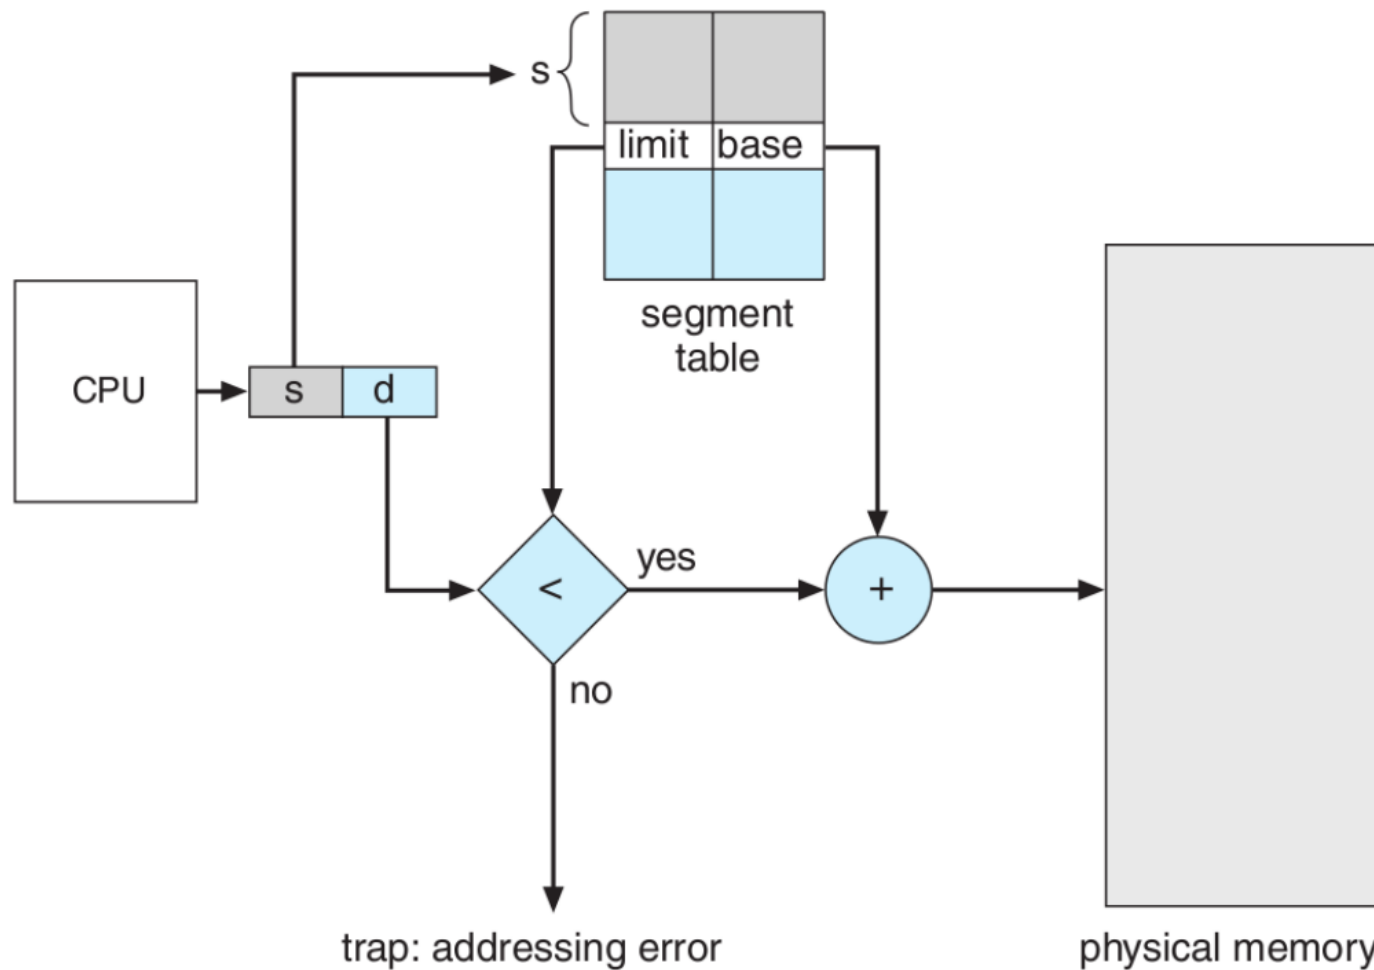 s
limit base
segment
table
CPU
s d
<
yes
+
no
trap: addressing error
physical memory